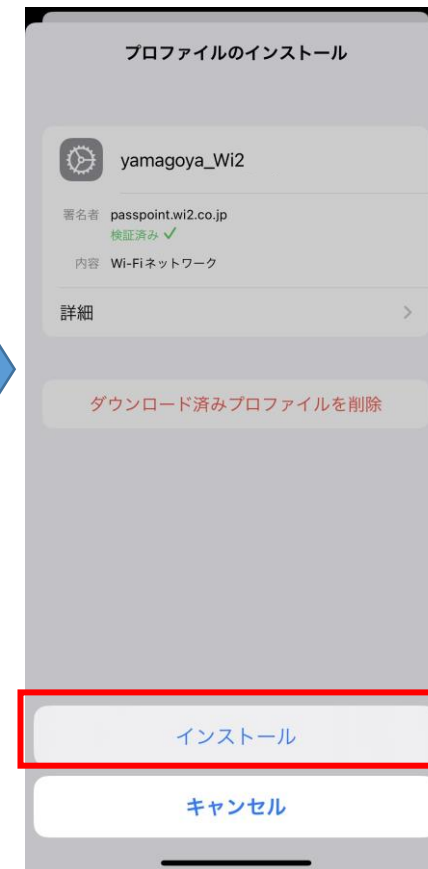 プロファイルのインストール
yamagoya_Wi2
署名者 passpoint.wi2.co.jp
検証済み ✓
内容 Wi-Fiネットワーク
詳細
ダウンロード済みプロファイルを削除
インストール
キャンセル